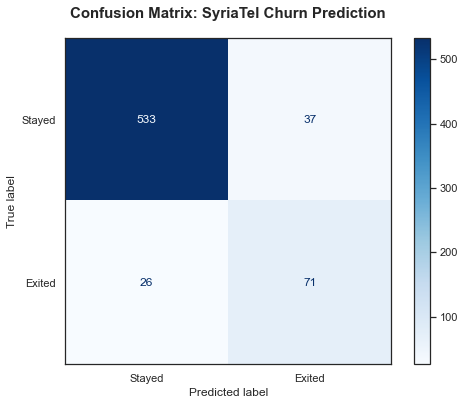 Confusion Matrix: SyriaTel Churn Prediction
True label
Stayed
533
37
Exited
26
71
Stayed
Exited
Predicted label
500
400
300
200
100